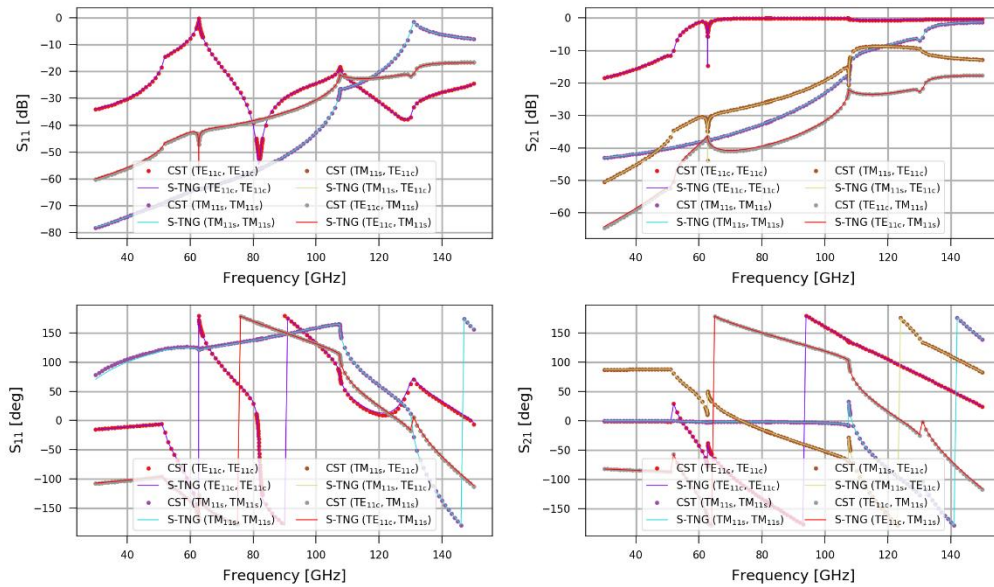 0
−10
−20
−30
−40
−50
−60
−70
−80
S11 [dB]
CST (TE11c, TE11c)
S-TNG (TE11c, TE11c)
CST (TM11s, TM11s)
S-TNG (TM11s, TM11s)
CST (TM11s, TE11c)
S-TNG (TM11s, TE11c)
CST (TE11c, TM11s)
S-TNG (TE11c, TM11s)
40 60 80 100 120 140
Frequency [GHz]
0
−10
−20
−30
−40
−50
−60
S21 [dB]
CST (TE11c, TE11c)
S-TNG (TE11c, TE11c)
CST (TM11s, TM11s)
S-TNG (TM11s, TM11s)
CST (TM11s, TE11c)
S-TNG (TM11s, TE11c)
CST (TE11c, TM11s)
S-TNG (TE11c, TM11s)
40 60 80 100 120 140
Frequency [GHz]
150
100
50
0
−50
−100
−150
S11 [deg]
CST (TE11c, TE11c)
S-TNG (TE11c, TE11c)
CST (TM11s, TM11s)
S-TNG (TM11s, TM11s)
CST (TM11s, TE11c)
S-TNG (TM11s, TE11c)
CST (TE11c, TM11s)
S-TNG (TE11c, TM11s)
40 60 80 100 120 140
Frequency [GHz]
150
100
50
0
−50
−100
−150
S21 [deg]
CST (TE11c, TE11c)
S-TNG (TE11c, TE11c)
CST (TM11s, TM11s)
S-TNG (TM11s, TM11s)
CST (TM11s, TE11c)
S-TNG (TM11s, TE11c)
CST (TE11c, TM11s)
S-TNG (TE11c, TM11s)
40 60 80 100 120 140
Frequency [GHz]